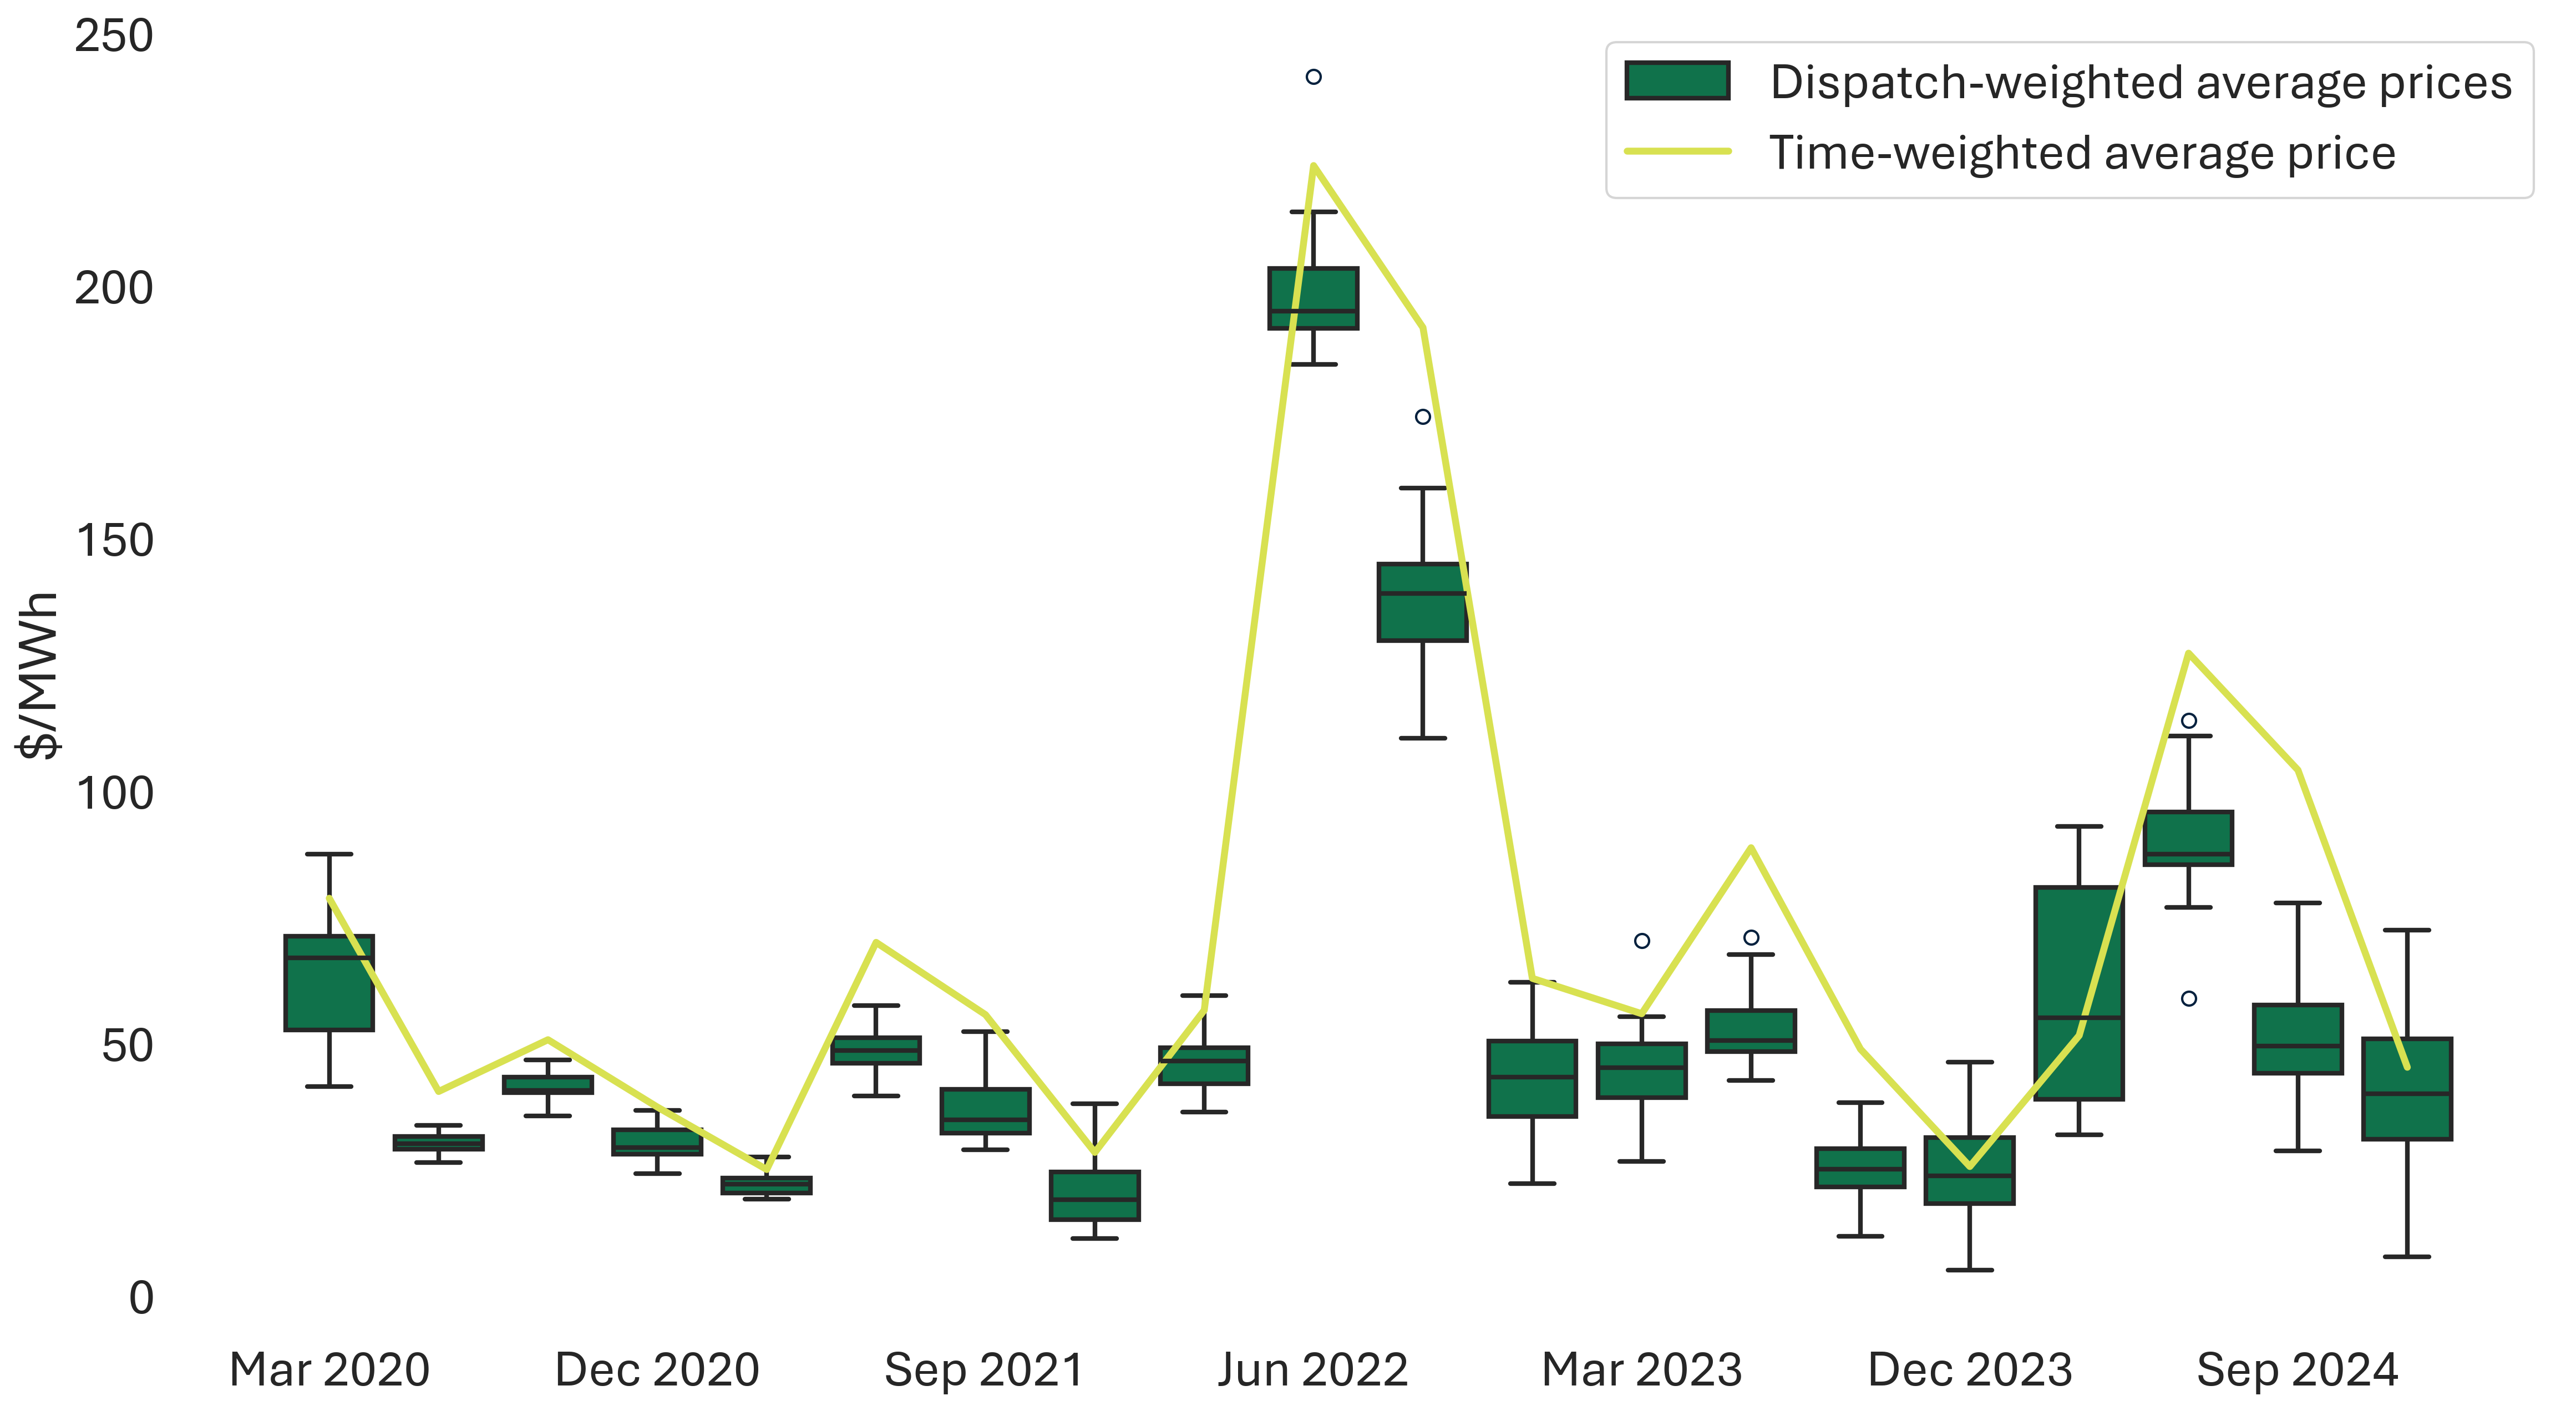 250
200
150
100
50
0
$/MWh
Dispatch-weighted average prices
Time-weighted average price
Mar 2020
Dec 2020
Sep 2021
Jun 2022
Mar 2023
Dec 2023
Sep 2024